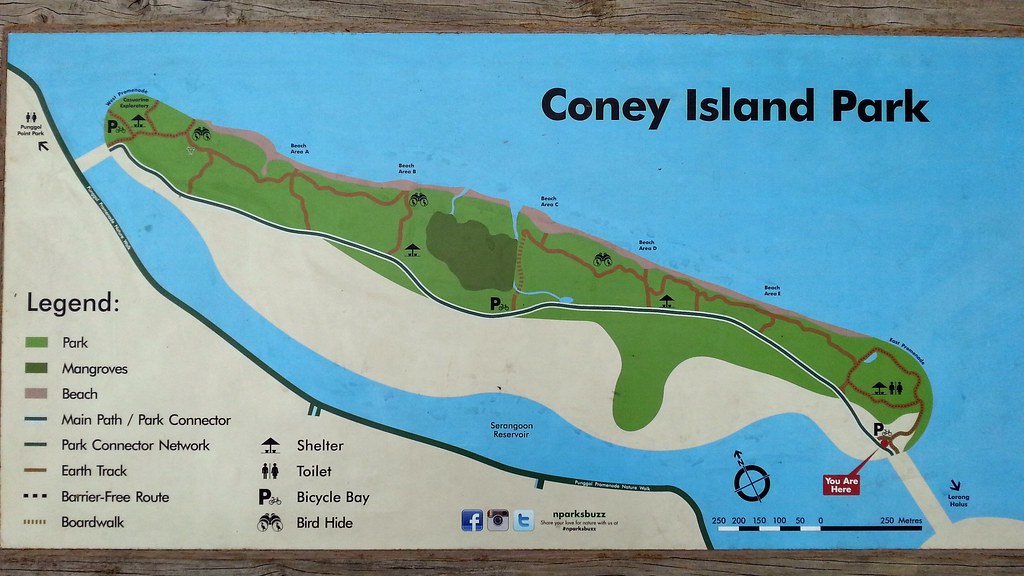 Coney Island Park
West Promenade
Casuarina
Exploratory
P
Punggol
Point Park
Beach
Area A
Beach
Area B
Beach
Area C
Beach
Area D
Beach
Area E
East Promenade
P
P
Punggol Promenade Nature Walk
Serangoon
Reservoir
Punggol Promenade Nature Walk
You Are
Here
Lorong
Halus
N
250 200 150 100 50 0 250 Metres
Legend:
Park
Mangroves
Beach
Main Path / Park Connector
Park Connector Network
Earth Track
Barrier-Free Route
Boardwalk
Shelter
Toilet
P Bicycle Bay
Bird Hide
nparksbuzz
Share your love for nature with us at
#nparksbuzz